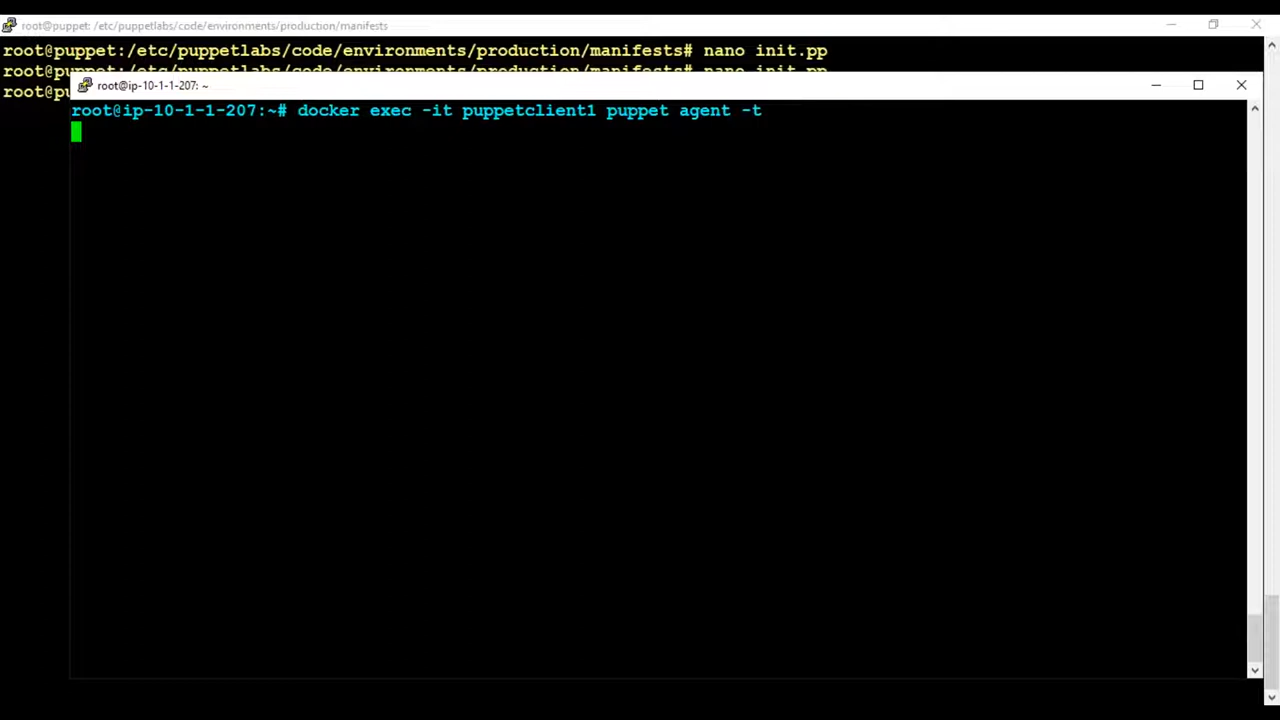 root@puppet: /etc/puppetlabs/code/environments/production/manifests
root@puppet:/etc/puppetlabs/code/environments/production/manifests# nano init.pp
root@puppet:/etc/puppetlabs/code/environments/production/manifests# nano init.pp
root@pu
root@ip-10-1-1-207: ~
root@ip-10-1-1-207:~# docker exec -it puppetclient1 puppet agent -t